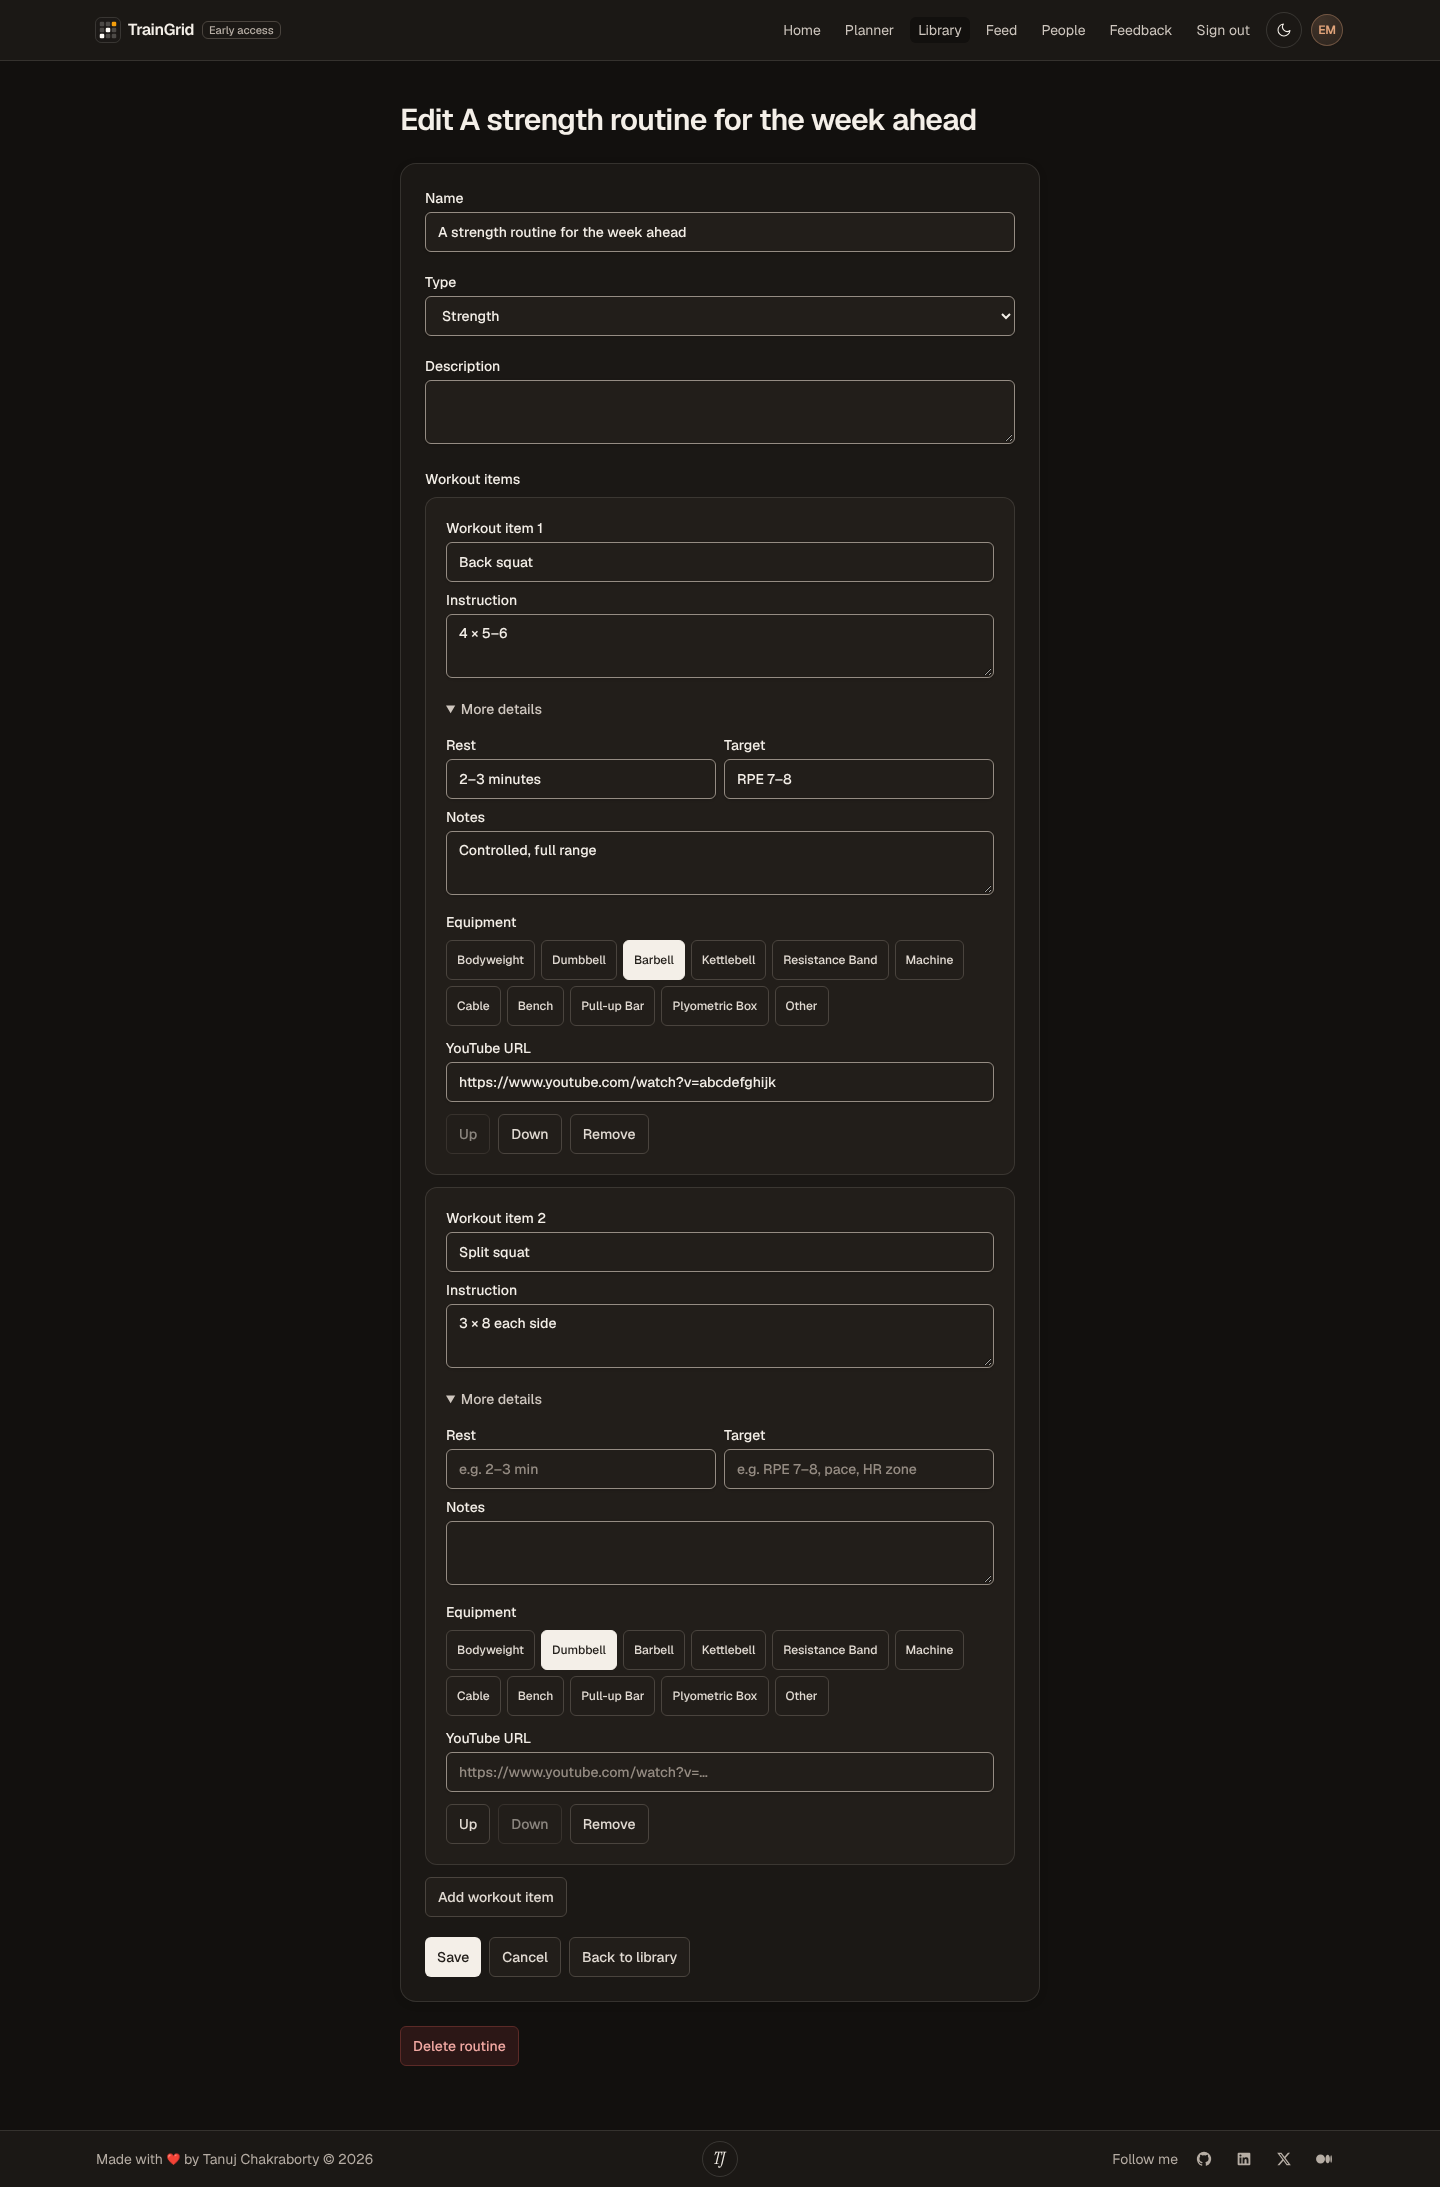 TrainGrid Early access Home Planner Library Feed People Feedback Sign out EM
Edit A strength routine for the week ahead
Name
A strength routine for the week ahead
Type
Strength
Description
Workout items
Workout item 1
Back squat
Instruction
4 × 5–6
▼ More details
Rest Target
2–3 minutes RPE 7–8
Notes
Controlled, full range
Equipment
Bodyweight Dumbbell Barbell Kettlebell Resistance Band Machine
Cable Bench Pull-up Bar Plyometric Box Other
YouTube URL
https://www.youtube.com/watch?v=abcdefghijk
Up Down Remove
Workout item 2
Split squat
Instruction
3 × 8 each side
▼ More details
Rest Target
e.g. 2–3 min e.g. RPE 7–8, pace, HR zone
Notes
Equipment
Bodyweight Dumbbell Barbell Kettlebell Resistance Band Machine
Cable Bench Pull-up Bar Plyometric Box Other
YouTube URL
https://www.youtube.com/watch?v=…
Up Down Remove
Add workout item
Save Cancel Back to library
Delete routine
Made with ❤️ by Tanuj Chakraborty © 2026 TJ Follow me